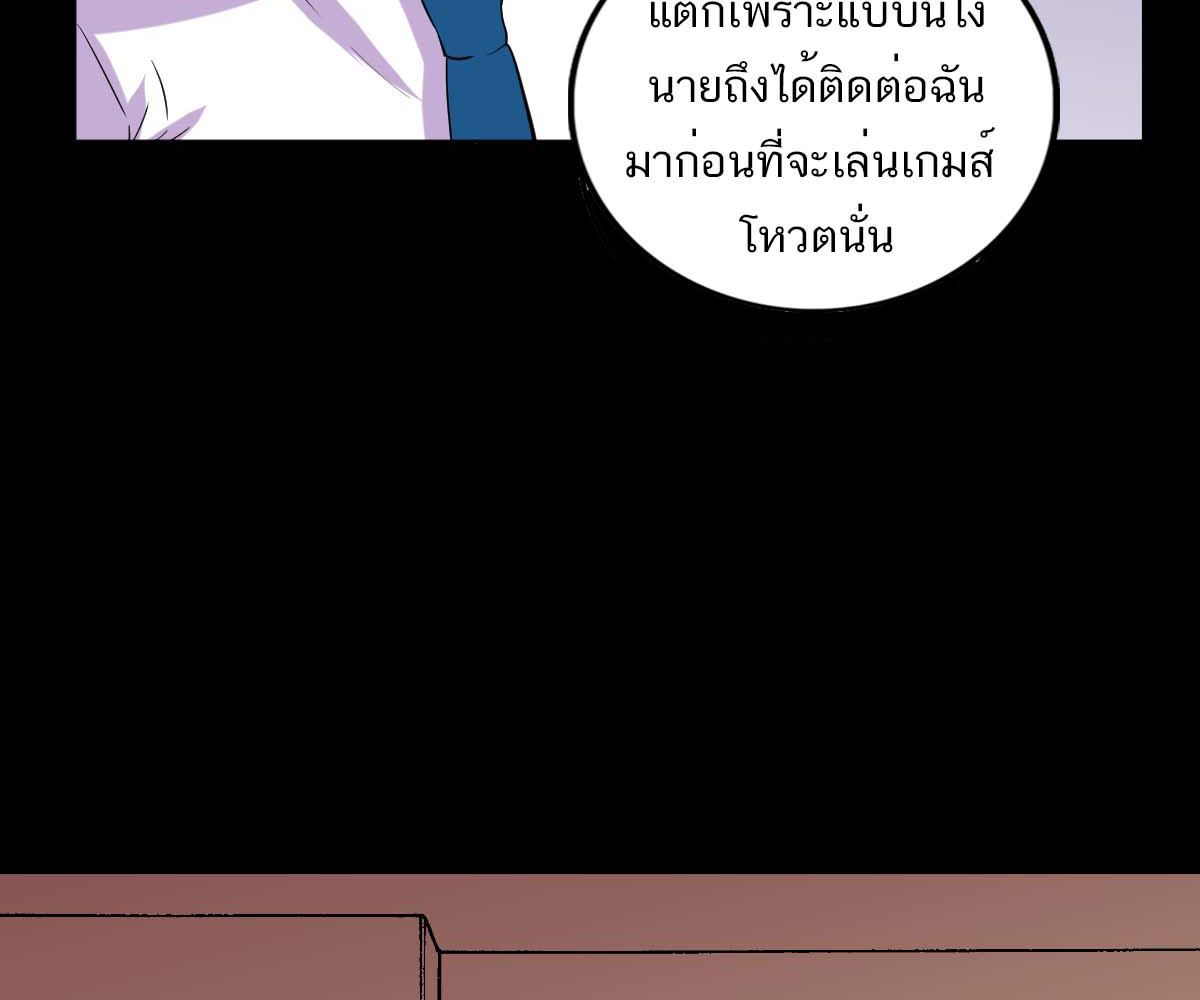 แตกเพราะแบบนี้ไง
นายถึงได้ติดต่อฉัน
มาก่อนที่จะเล่นเกมส์
โหวตนั่น